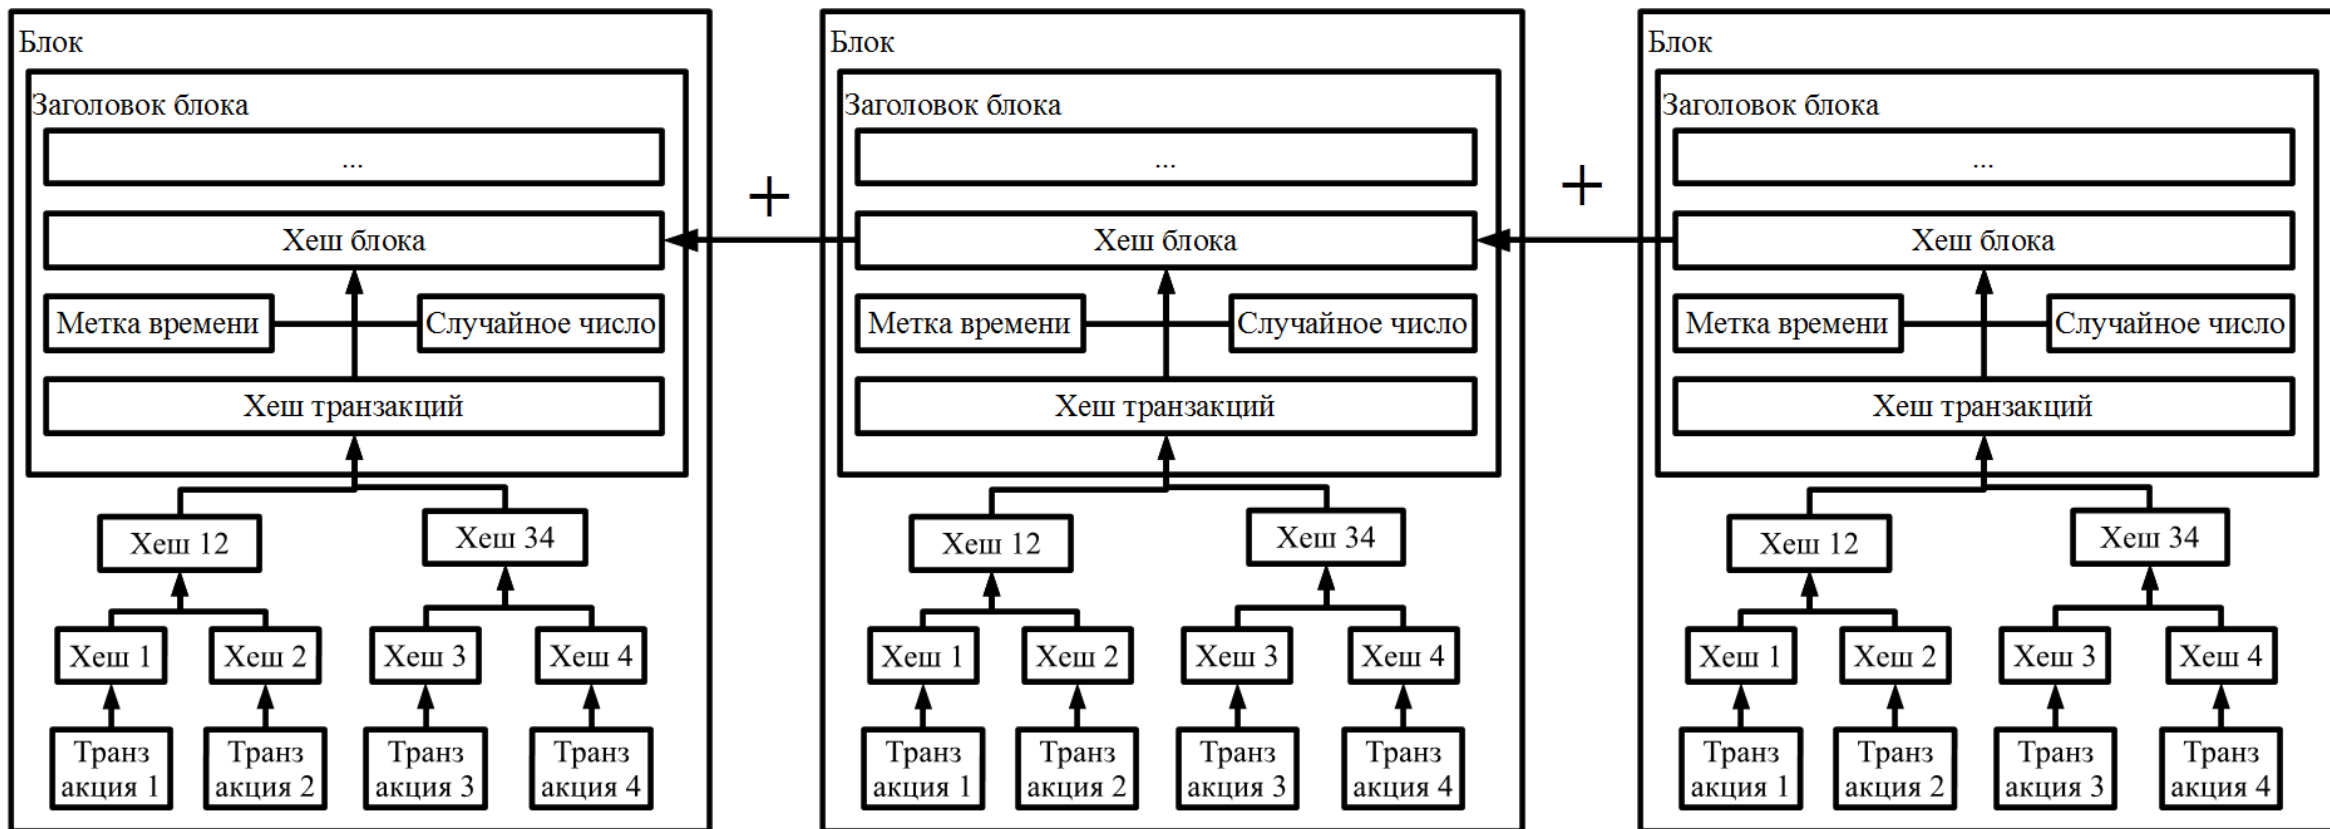 Блок
Заголовок блока
...
Хеш блока
Метка времени
Случайное число
Хеш транзакций
Хеш 12
Хеш 34
Хеш 1
Хеш 2
Хеш 3
Хеш 4
Транз
акция 1
Транз
акция 2
Транз
акция 3
Транз
акция 4
+
Блок
Заголовок блока
...
Хеш блока
Метка времени
Случайное число
Хеш транзакций
Хеш 12
Хеш 34
Хеш 1
Хеш 2
Хеш 3
Хеш 4
Транз
акция 1
Транз
акция 2
Транз
акция 3
Транз
акция 4
+
Блок
Заголовок блока
...
Хеш блока
Метка времени
Случайное число
Хеш транзакций
Хеш 12
Хеш 34
Хеш 1
Хеш 2
Хеш 3
Хеш 4
Транз
акция 1
Транз
акция 2
Транз
акция 3
Транз
акция 4